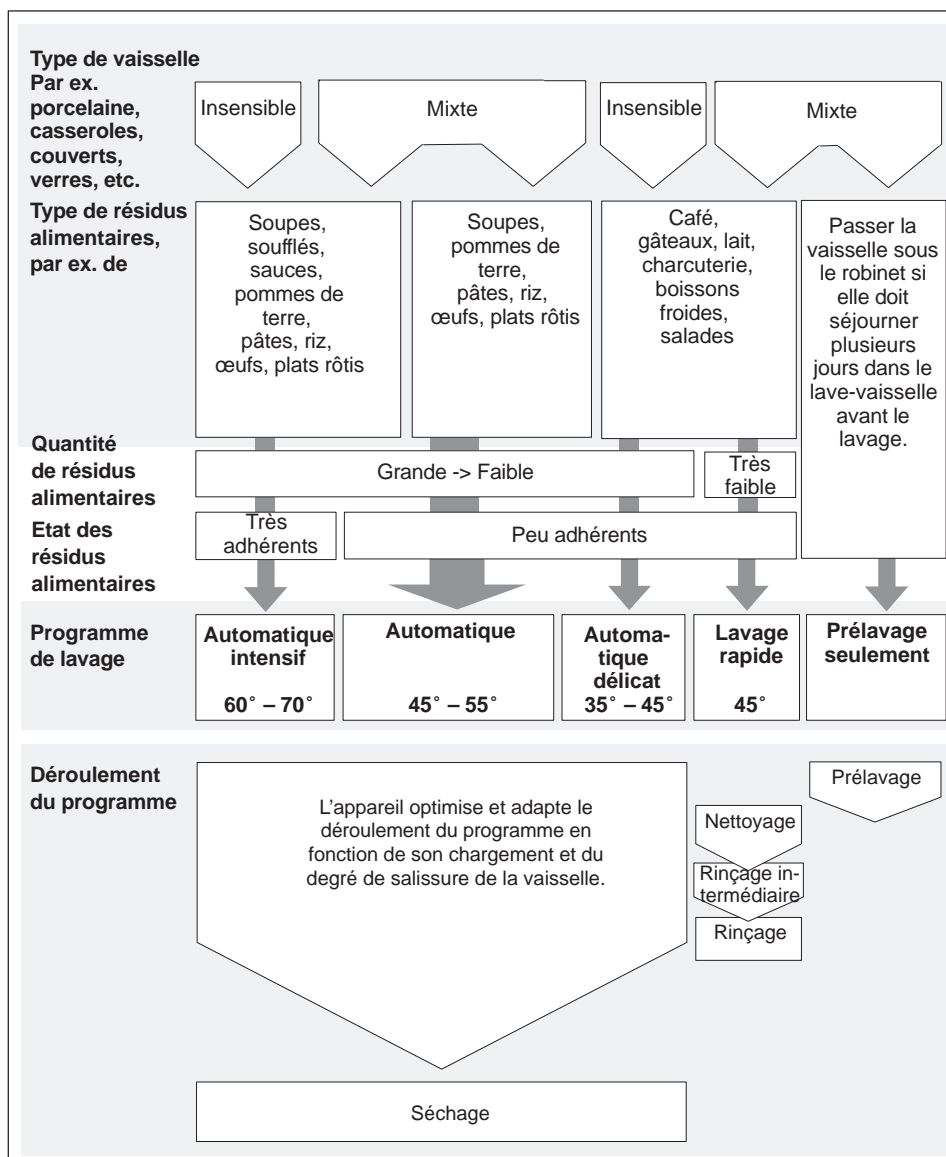 Type de vaisselle
Par ex.
porcelaine,
casseroles,
couverts,
verres, etc.
Insensible
Mixte
Insensible
Mixte
Type de résidus
alimentaires,
par ex. de
Soupes,
soufflés,
sauces,
pommes de
terre,
pâtes, riz,
œufs, plats rôtis
Soupes,
pommes de
terre,
pâtes, riz,
œufs, plats rôtis
Café,
gâteaux, lait,
charcuterie,
boissons
froides,
salades
Passer la
vaisselle sous
le robinet si
elle doit
séjourner
plusieurs
jours dans le
lave-vaisselle
avant le
lavage.
Quantité
de résidus
alimentaires
Grande -> Faible
Très
faible
Etat des
résidus
alimentaires
Très
adhérents
Peu adhérents
Programme
de lavage
Automatique
intensif
60° – 70°
Automatique
45° – 55°
Automa-
tique
délicat
35° – 45°
Lavage
rapide
45°
Prélavage
seulement
Déroulement
du programme
L’appareil optimise et adapte le
déroulement du programme en
fonction de son chargement et du
degré de salissure de la vaisselle.
Nettoyage
Rinçage in-
termédiaire
Rinçage
Prélavage
Séchage